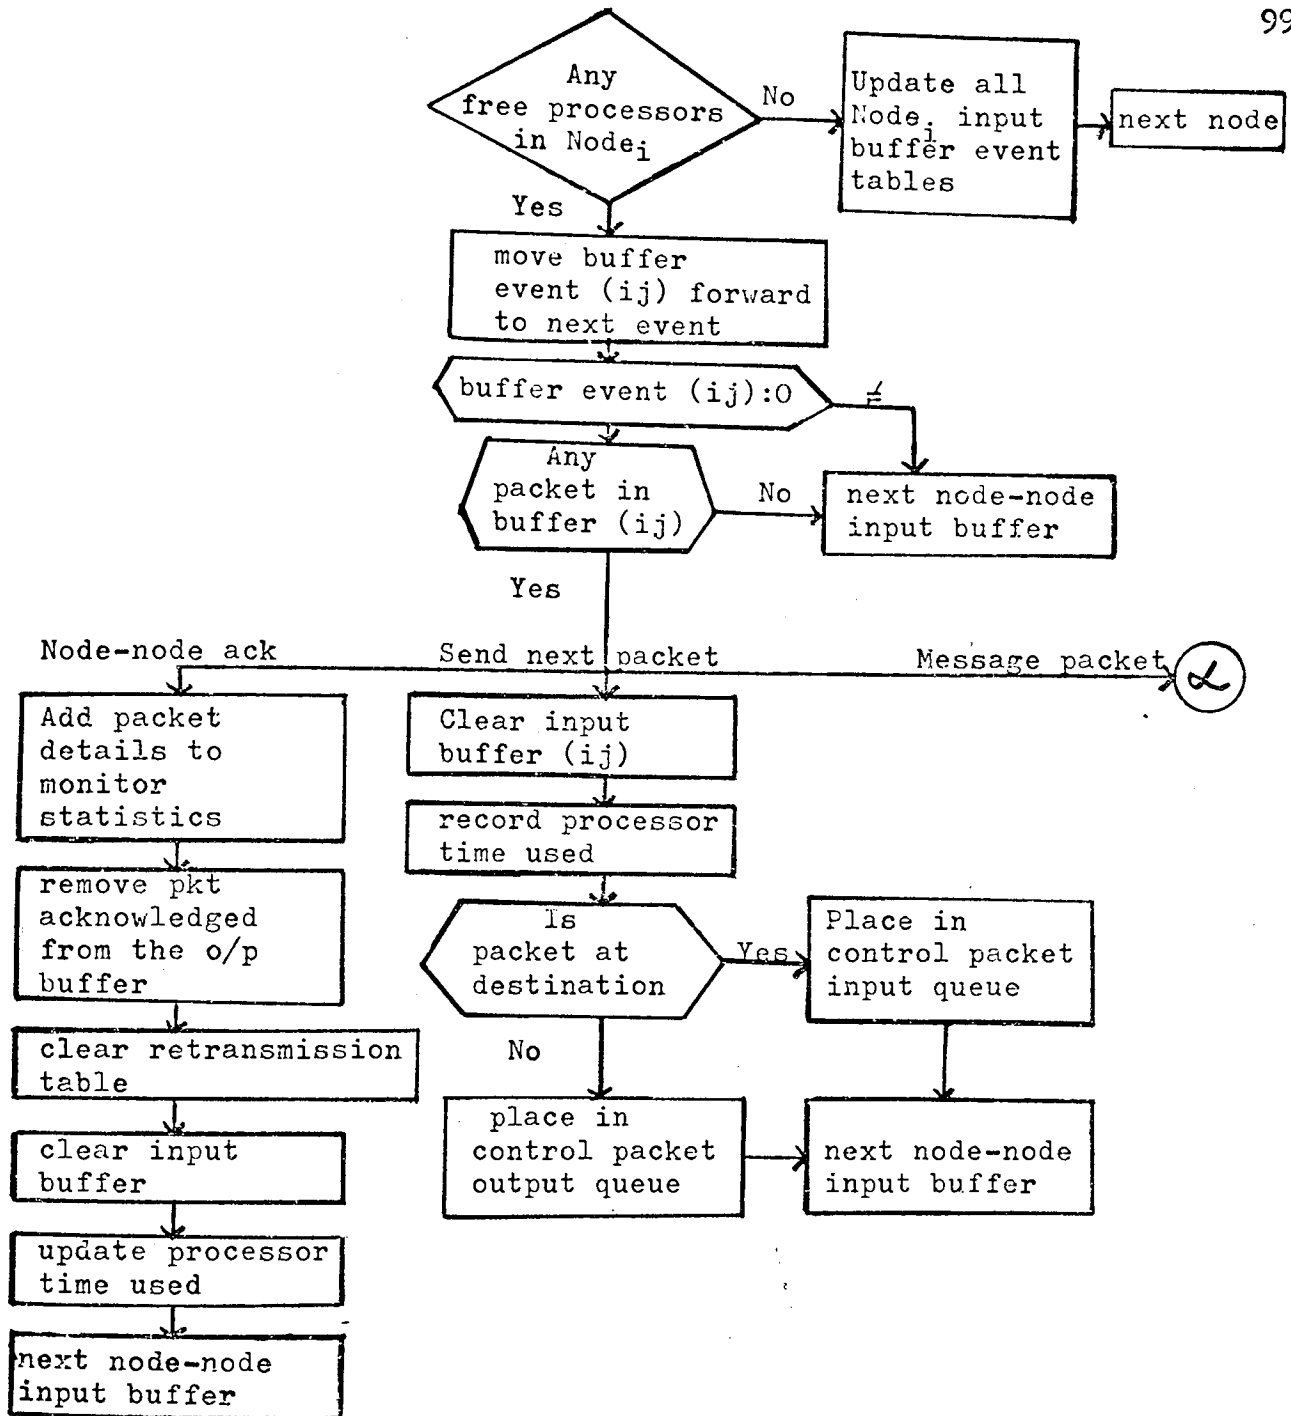 99
Any
free processors
in Nodei
No
Update all
Nodei input
buffer event
tables
next node
Yes
move buffer
event (ij) forward
to next event
buffer event (ij):0
≠
Any
packet in
buffer (ij)
No
next node-node
input buffer
Yes
Node-node ack
Send next packet
Message packet
α
Add packet
details to
monitor
statistics
remove pkt
acknowledged
from the o/p
buffer
clear retransmission
table
clear input
buffer
update processor
time used
next node-node
input buffer
Clear input
buffer (ij)
record processor
time used
Is
packet at
destination
Yes
Place in
control packet
input queue
No
place in
control packet
output queue
next node-node
input buffer